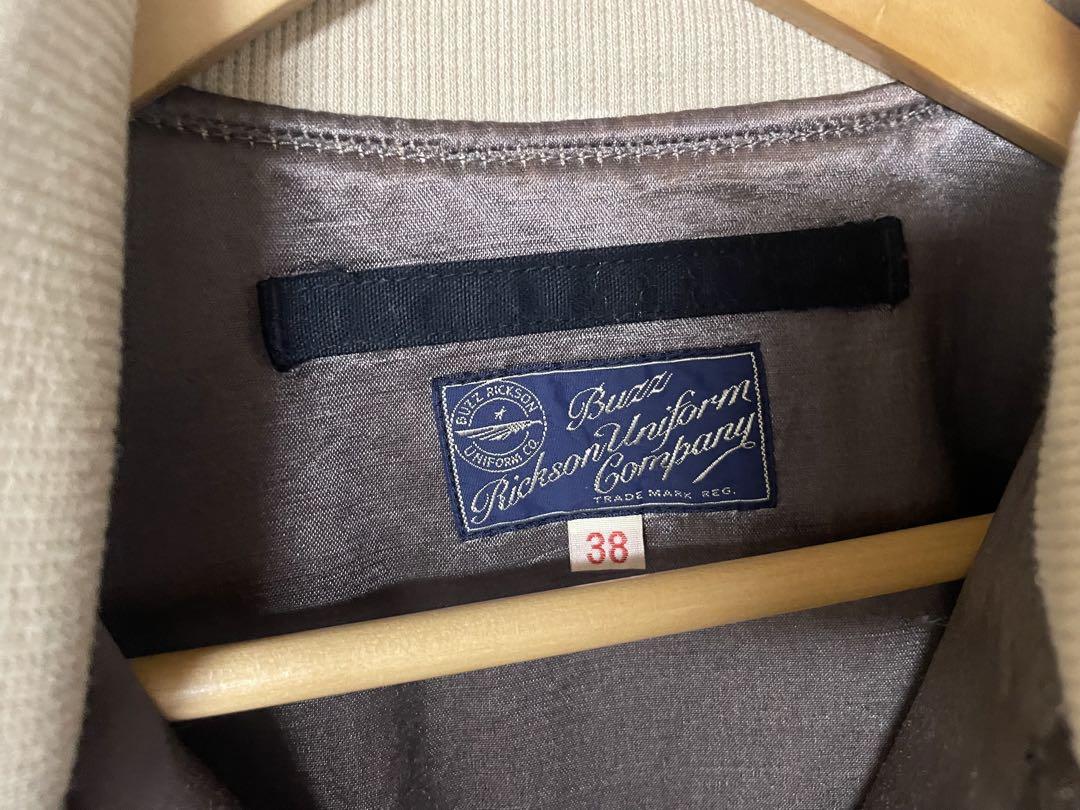 BUZZ RICKSON
UNIFORM. CO.
Buzz
Rickson Uniform
Company
TRADE MARK REG.
38